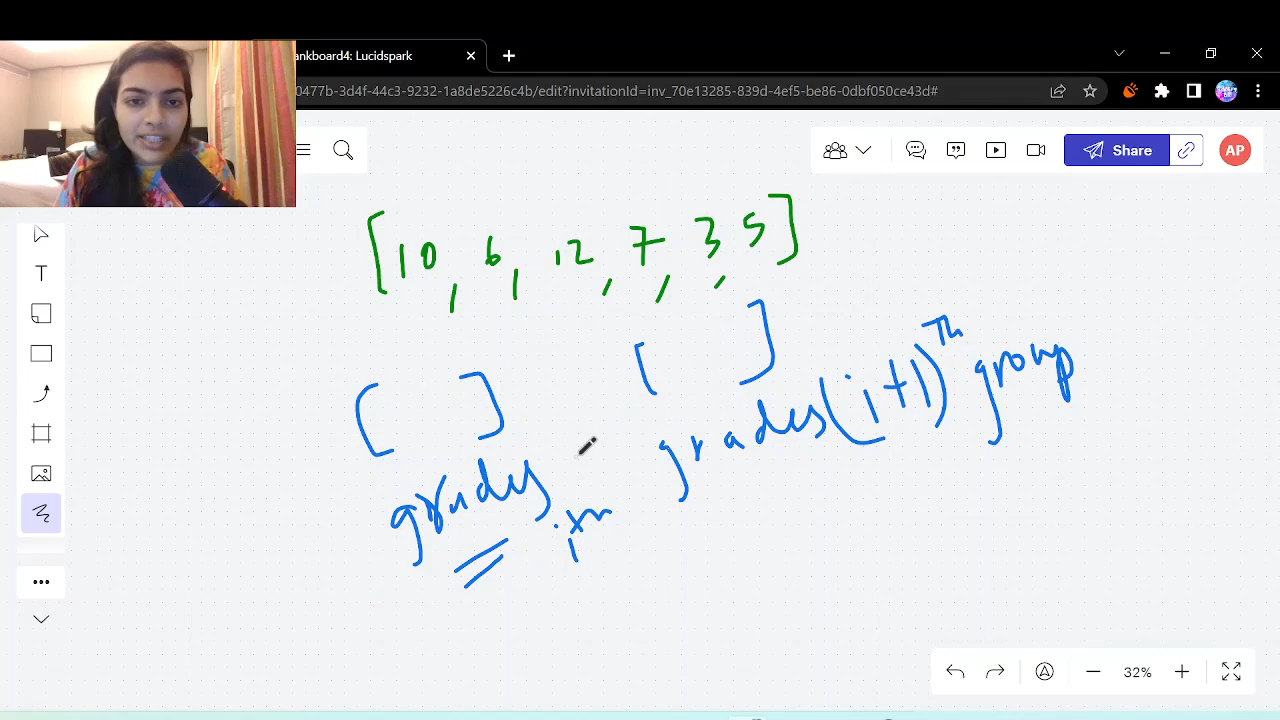 ankboard4: Lucidspark
0477b-3d4f-44c3-9232-1a8de5226c4b/edit?invitationId=inv_70e13285-839d-4ef5-be86-0dbf050ce43d#
Share
AP
T
[10, 6, 12, 7, 3, 5]
[ ] [ ]
grades ith grades (i+1)th group
32%